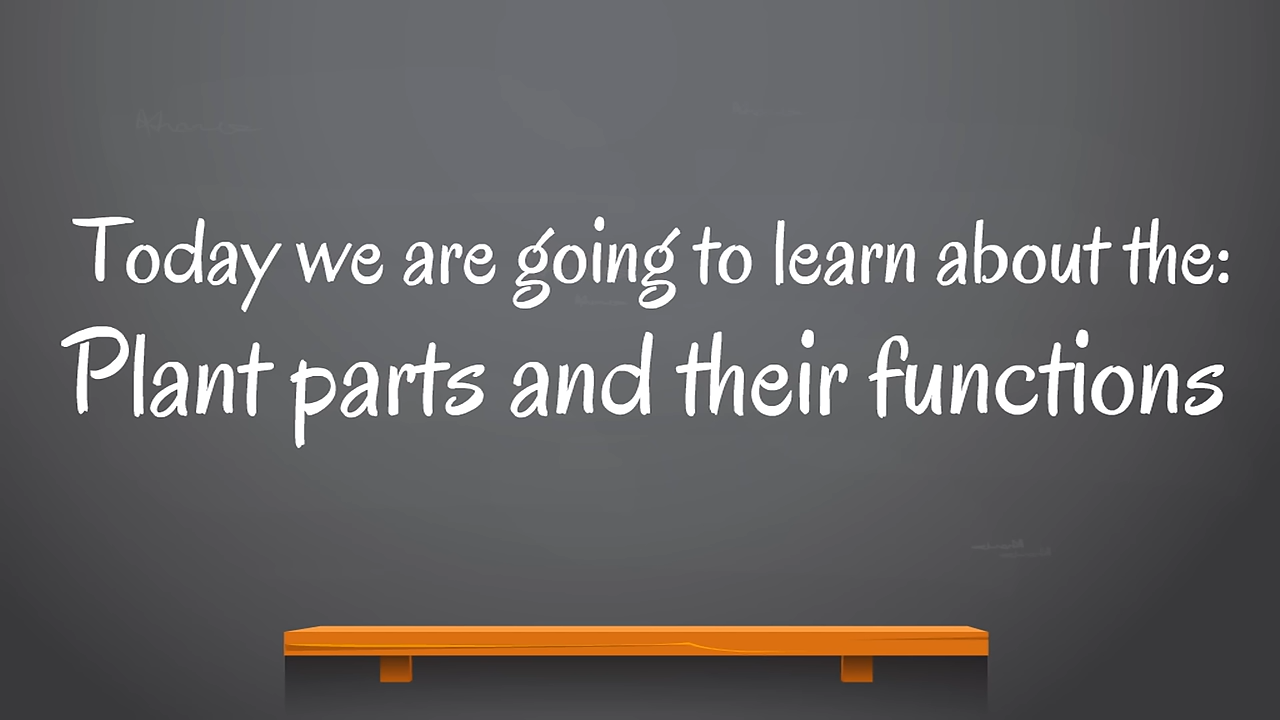 Today we are going to learn about the:
Plant parts and their functions